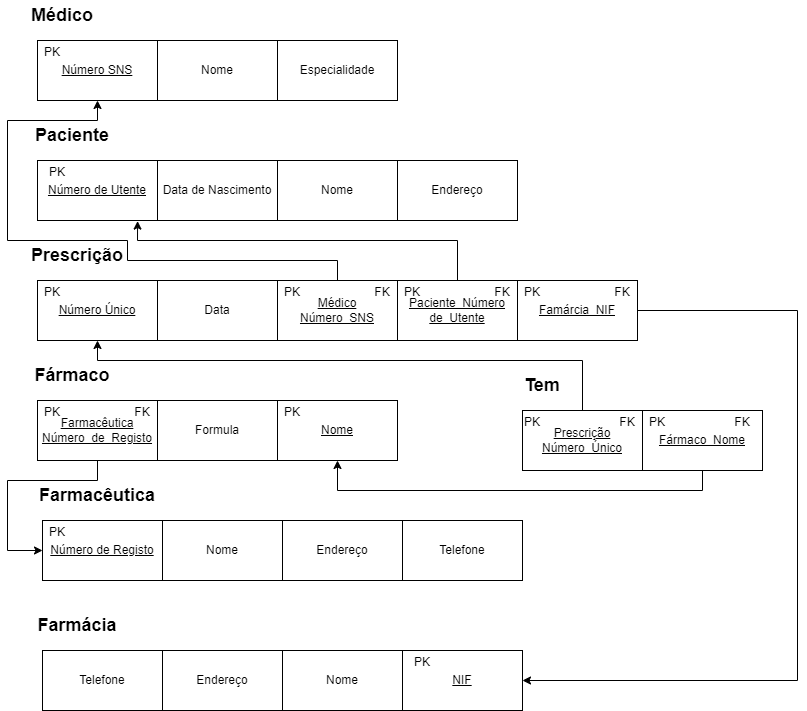 Médico
PK
Número SNS
Nome
Especialidade
Paciente
PK
Número de Utente
Data de Nascimento
Nome
Endereço
Prescrição
PK
Número Único
Data
PK FK
Médico
Número_SNS
PK FK
Paciente_Número
de_Utente
PK FK
Famárcia_NIF
Fármaco
PK FK
Farmacêutica
Número_de_Registo
Formula
PK
Nome
Tem
PK FK
Prescrição
Número_Único
PK FK
Fármaco_Nome
Farmacêutica
PK
Número de Registo
Nome
Endereço
Telefone
Farmácia
Telefone
Endereço
Nome
PK
NIF